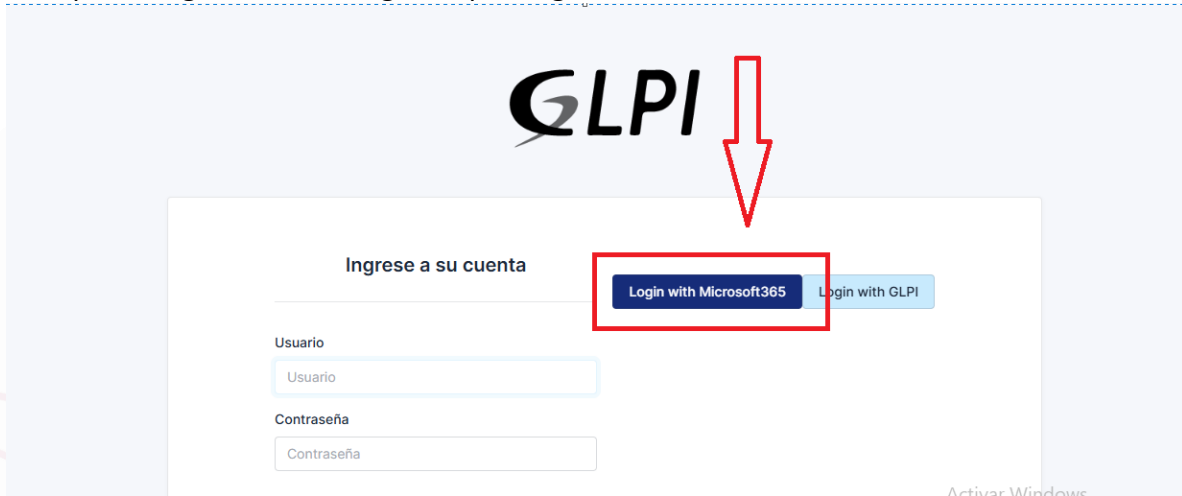 GLPI
Ingrese a su cuenta
Login with Microsoft365
Login with GLPI
Usuario
Usuario
Contraseña
Contraseña
Activar Windows